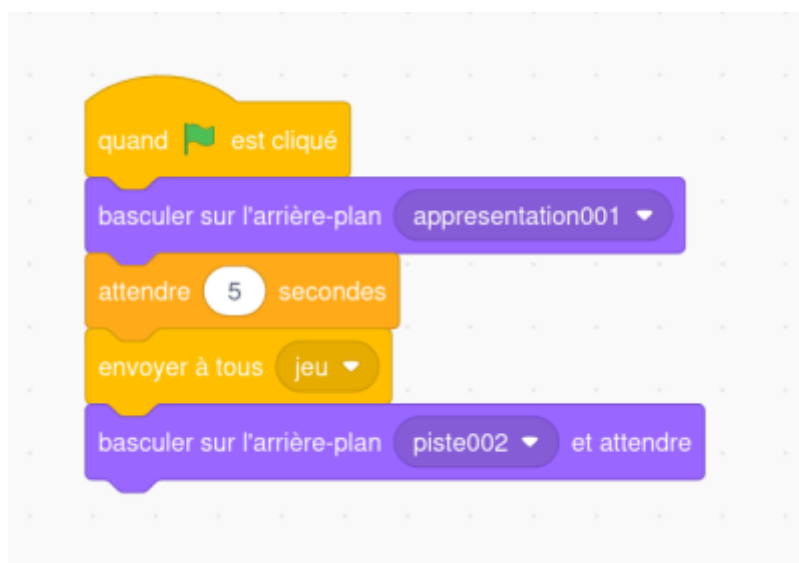 quand est cliqué
basculer sur l'arrière-plan appresentation001
attendre 5 secondes
envoyer à tous jeu
basculer sur l'arrière-plan piste002 et attendre